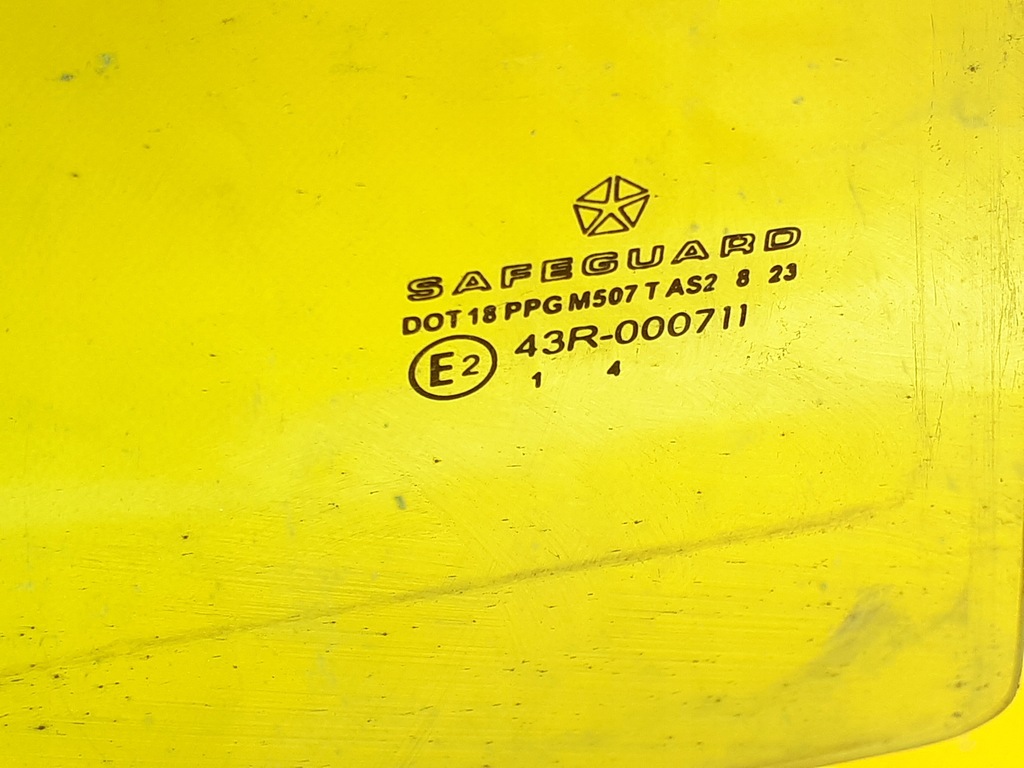 SAFEGUARD
DOT 18 PPG M507 T AS2 8 23
E2 43R-000711
1 4